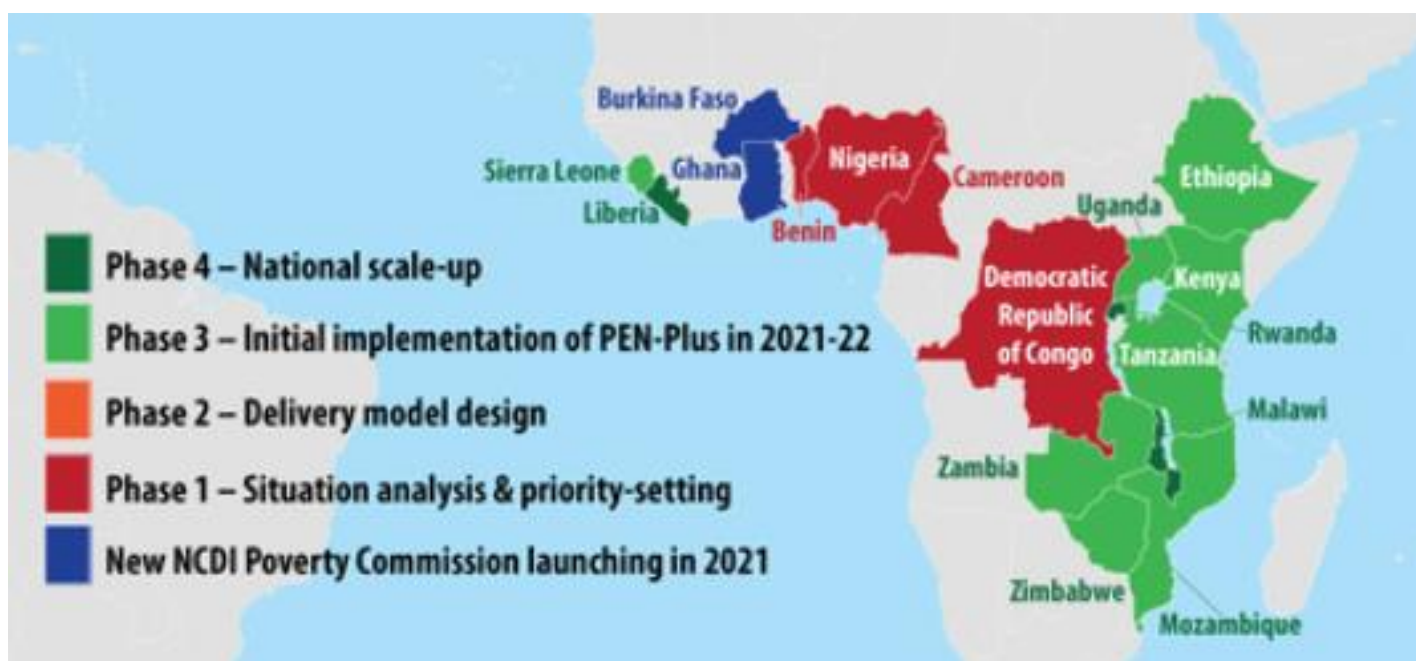 Burkina Faso
Sierra Leone
Ghana
Nigeria
Cameroon
Ethiopia
Liberia
Benin
Uganda
Phase 4 – National scale-up
Democratic
Republic
of Congo
Kenya
Phase 3 – Initial implementation of PEN-Plus in 2021-22
Rwanda
Tanzania
Phase 2 – Delivery model design
Malawi
Zambia
Phase 1 – Situation analysis & priority-setting
New NCDI Poverty Commission launching in 2021
Zimbabwe
Mozambique